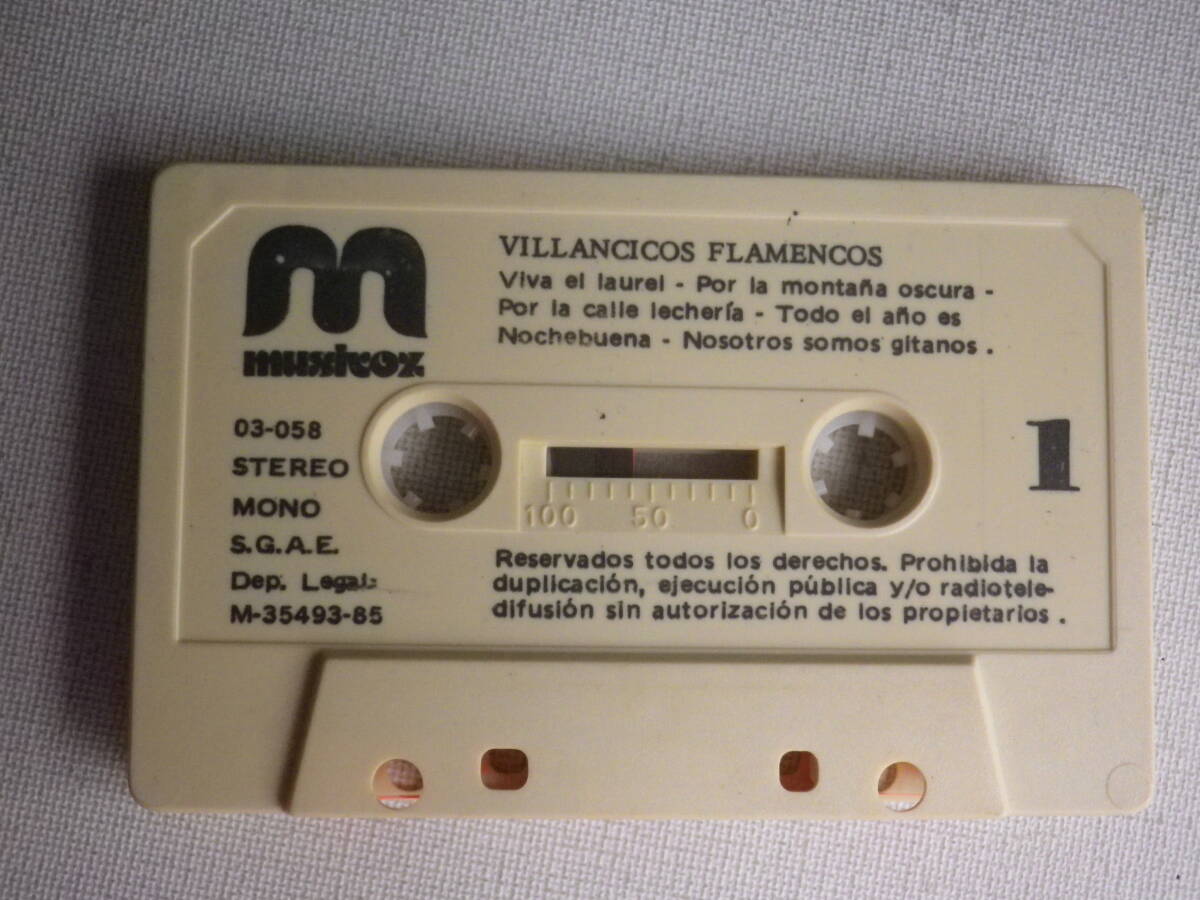 VILLANCICOS FLAMENCOS
Viva el laurel - Por la montaña oscura -
Por la calle lechería - Todo el año es
Nochebuena - Nosotros somos gitanos .
m
musivoz
03-058
STEREO
MONO
S.G.A.E.
Dep. Legal:
M-35493-85
1
100 50 0
Reservados todos los derechos. Prohibida la
duplicación, ejecución pública y/o radiotele-
difusión sin autorización de los propietarios .